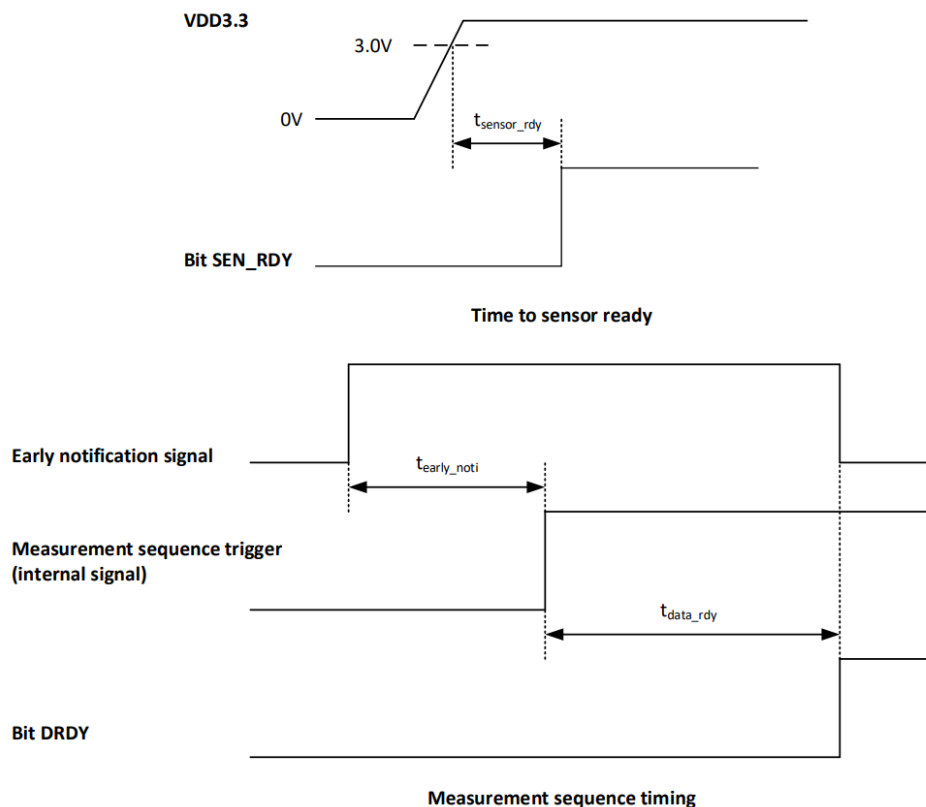 VDD3.3
3.0V
0V
tsensor_rdy
Bit SEN_RDY
Time to sensor ready
Early notification signal
tearly_noti
Measurement sequence trigger
(internal signal)
tdata_rdy
Bit DRDY
Measurement sequence timing